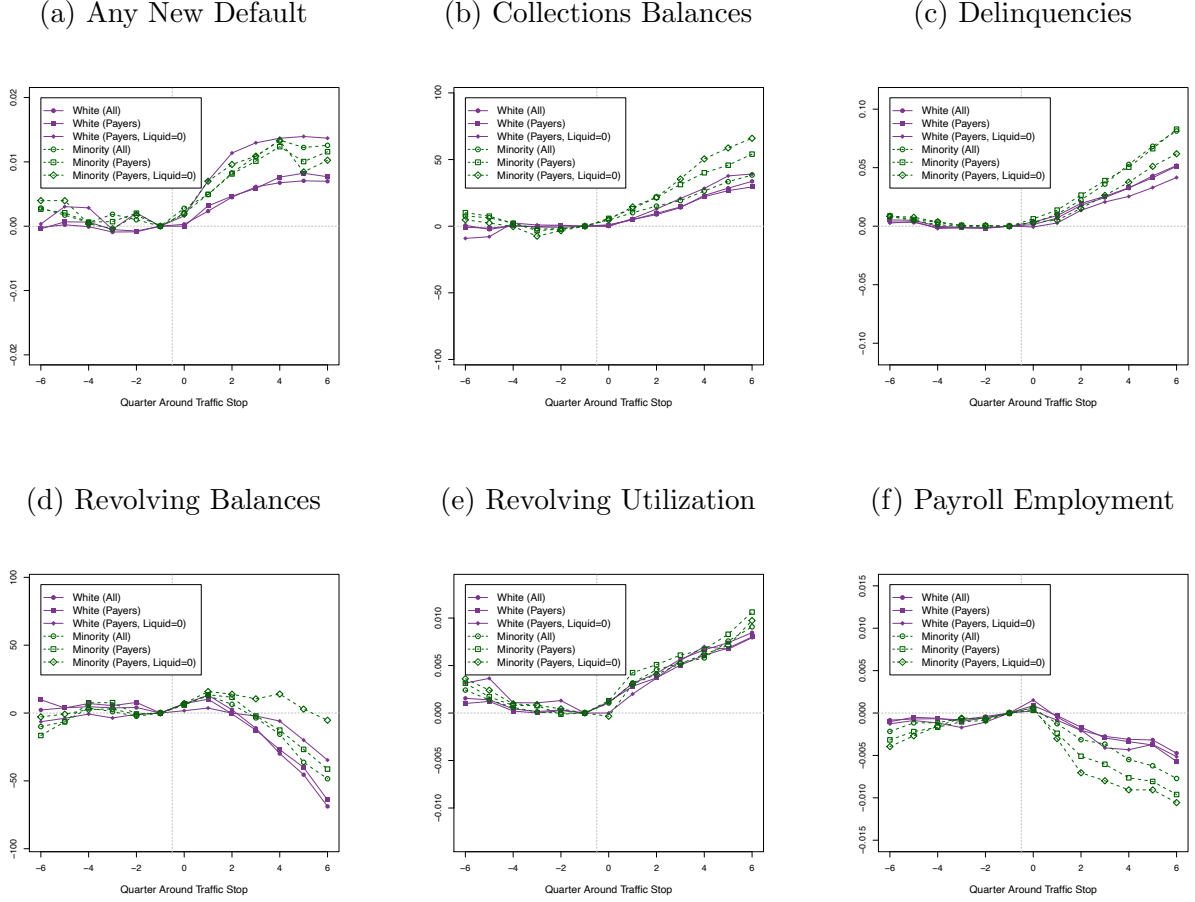 (a) Any New Default
(b) Collections Balances
(c) Delinquencies
0.02
0.01
0.00
−0.01
−0.02
White (All)
White (Payers)
White (Payers, Liquid=0)
Minority (All)
Minority (Payers)
Minority (Payers, Liquid=0)
−6 −4 −2 0 2 4 6
Quarter Around Traffic Stop
100
50
0
−50
−100
White (All)
White (Payers)
White (Payers, Liquid=0)
Minority (All)
Minority (Payers)
Minority (Payers, Liquid=0)
−6 −4 −2 0 2 4 6
Quarter Around Traffic Stop
0.10
0.05
0.00
−0.05
−0.10
White (All)
White (Payers)
White (Payers, Liquid=0)
Minority (All)
Minority (Payers)
Minority (Payers, Liquid=0)
−6 −4 −2 0 2 4 6
Quarter Around Traffic Stop
(d) Revolving Balances
(e) Revolving Utilization
(f) Payroll Employment
100
50
0
−50
−100
White (All)
White (Payers)
White (Payers, Liquid=0)
Minority (All)
Minority (Payers)
Minority (Payers, Liquid=0)
−6 −4 −2 0 2 4 6
Quarter Around Traffic Stop
0.010
0.005
0.000
−0.005
−0.010
White (All)
White (Payers)
White (Payers, Liquid=0)
Minority (All)
Minority (Payers)
Minority (Payers, Liquid=0)
−6 −4 −2 0 2 4 6
Quarter Around Traffic Stop
0.015
0.010
0.005
0.000
−0.005
−0.010
−0.015
White (All)
White (Payers)
White (Payers, Liquid=0)
Minority (All)
Minority (Payers)
Minority (Payers, Liquid=0)
−6 −4 −2 0 2 4 6
Quarter Around Traffic Stop